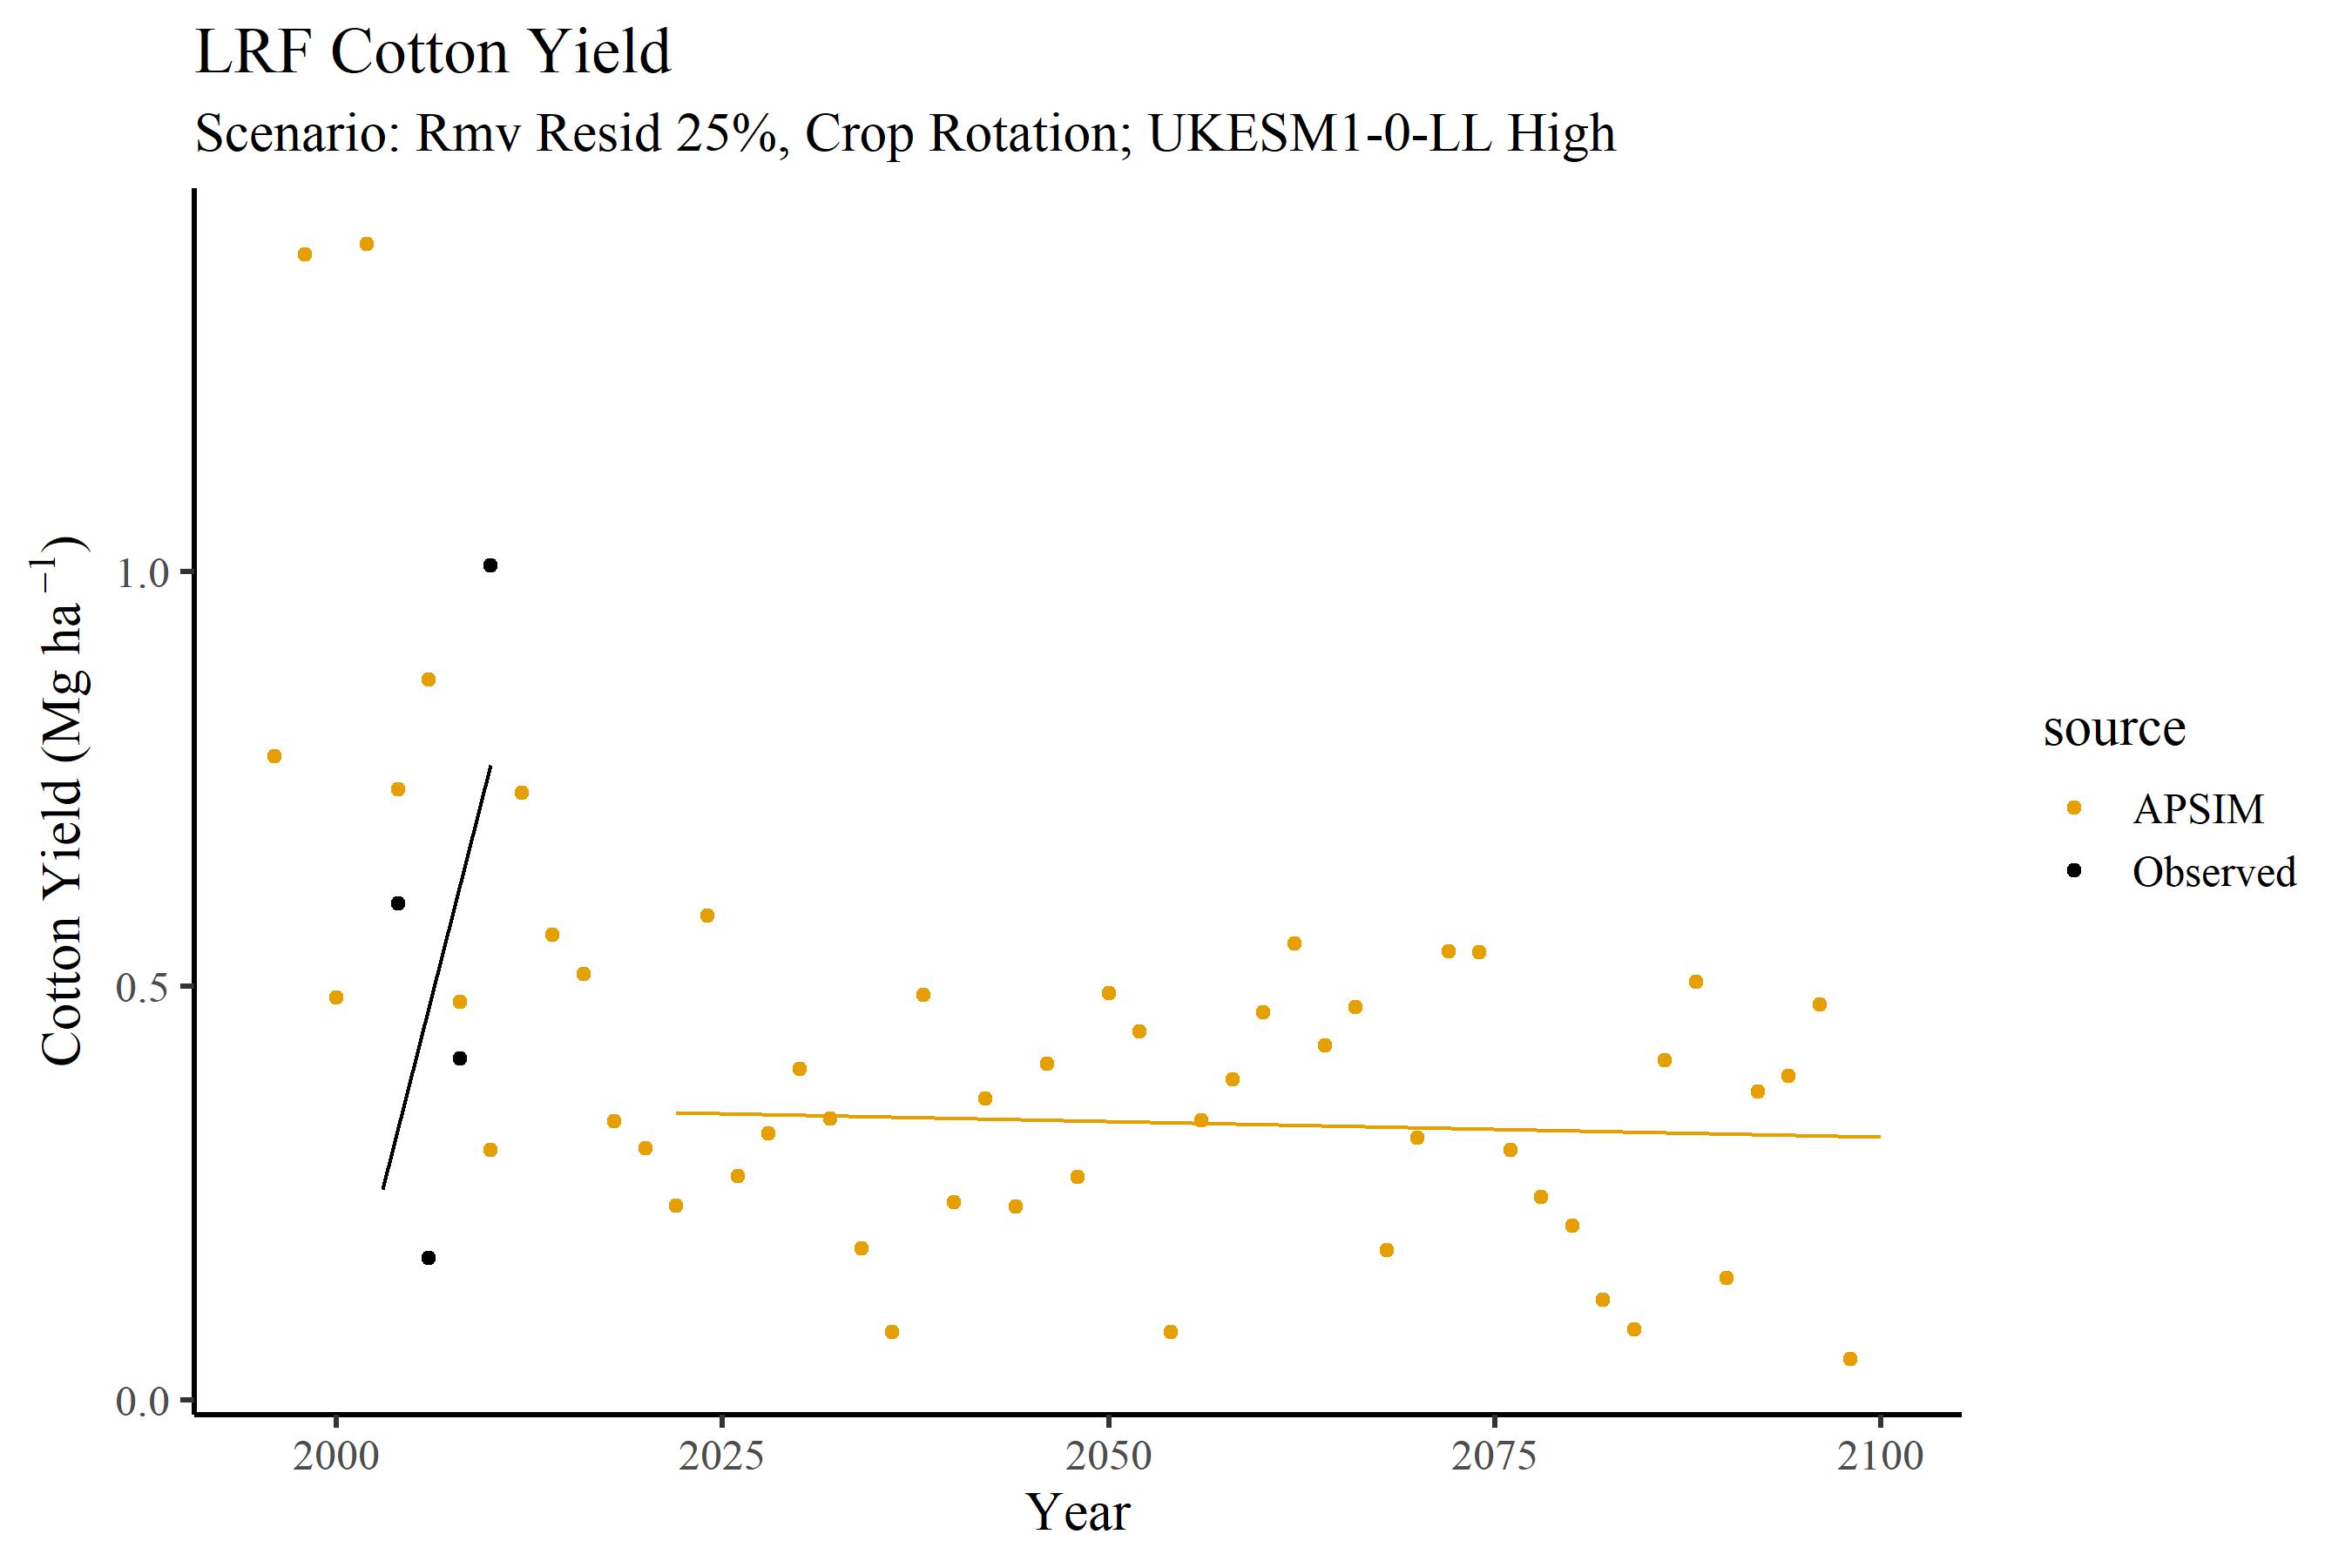 LRF Cotton Yield
Scenario: Rmv Resid 25%, Crop Rotation; UKESM1-0-LL High
Cotton Yield (Mg ha⁻¹)
1.0
0.5
0.0
2000 2025 2050 2075 2100
Year
source
APSIM
Observed